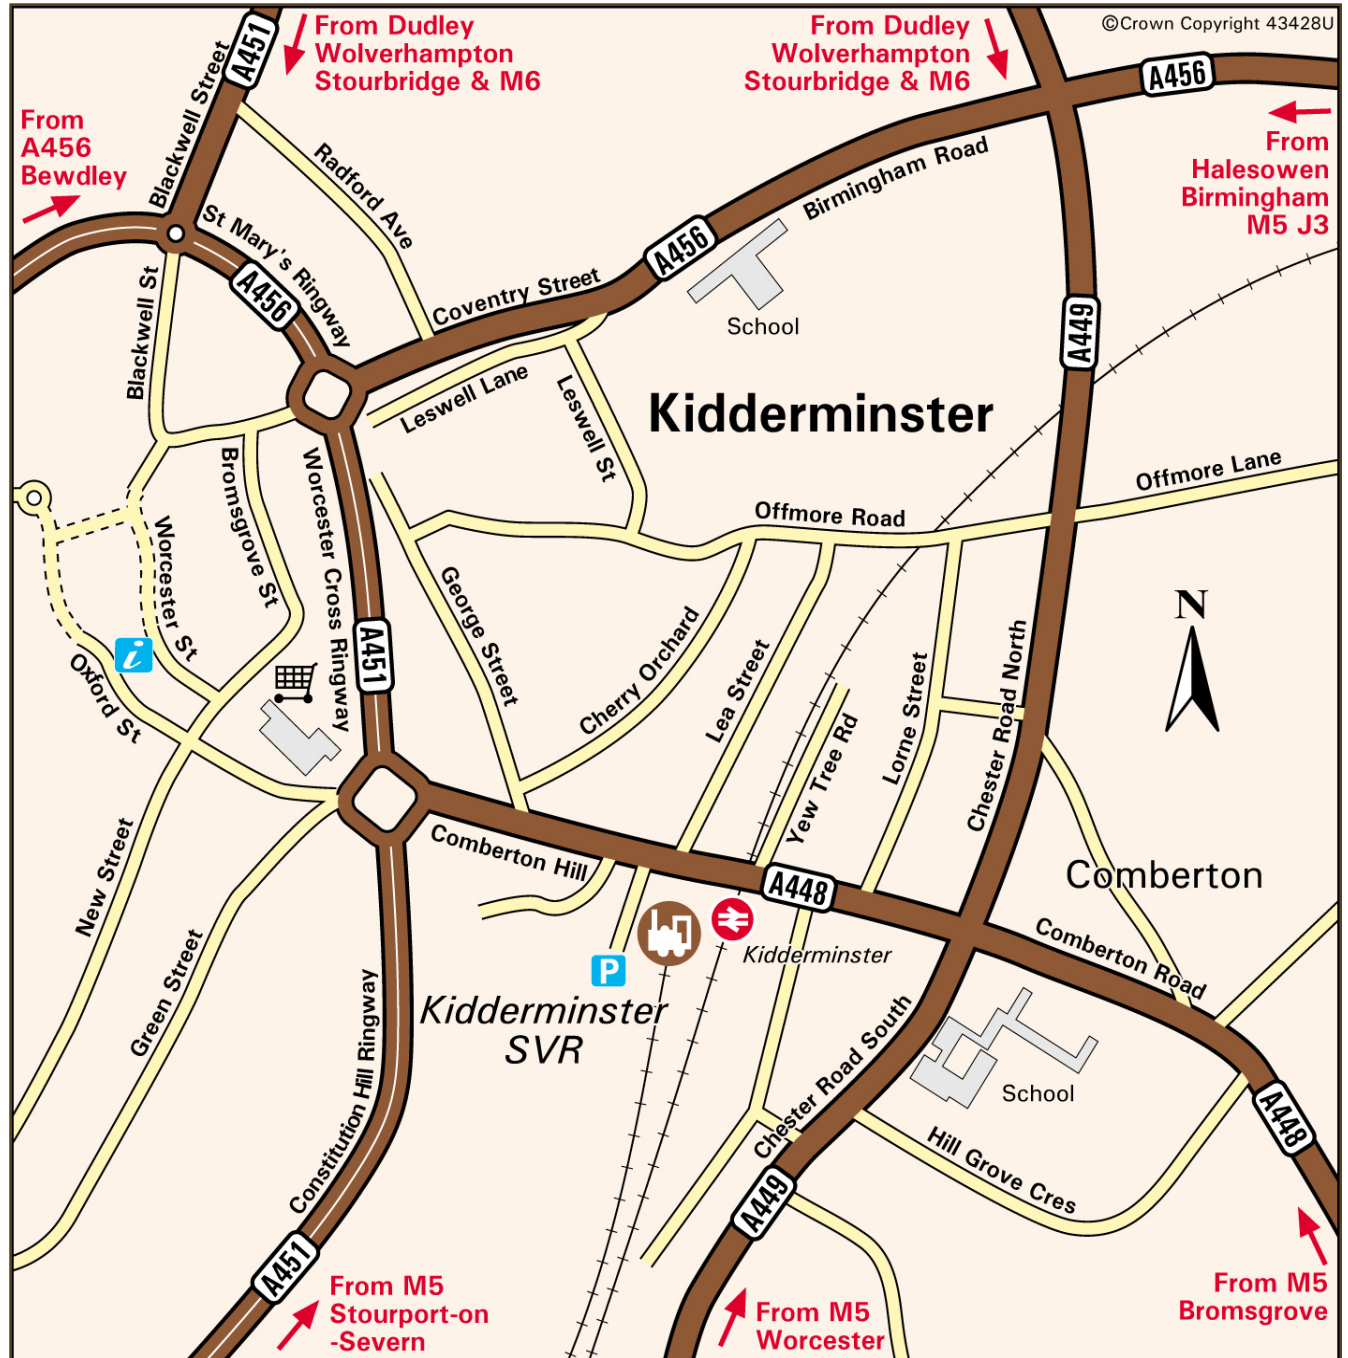 ©Crown Copyright 43428U
A451
From Dudley
Wolverhampton
Stourbridge & M6
From Dudley
Wolverhampton
Stourbridge & M6
A456
From
A456
Bewdley
Blackwell Street
Radford Ave
Birmingham Road
From
Halesowen
Birmingham
M5 J3
St Mary's Ringway
A456
A456
Coventry Street
School
A449
Blackwell St
Leswell Lane
Leswell St
Kidderminster
Offmore Lane
Offmore Road
Bromsgrove St
Worcester Cross Ringway
Worcester St
George Street
N
i
A451
Cherry Orchard
Lea Street
Yew Tree Rd
Lorne Street
Chester Road North
Oxford St
Comberton Hill
A448
Comberton
New Street
Green Street
P
Kidderminster
Kidderminster
SVR
Comberton Road
Constitution Hill Ringway
Chester Road South
School
A448
Hill Grove Cres
A449
A451
From M5
Stourport-on
-Severn
From M5
Worcester
From M5
Bromsgrove